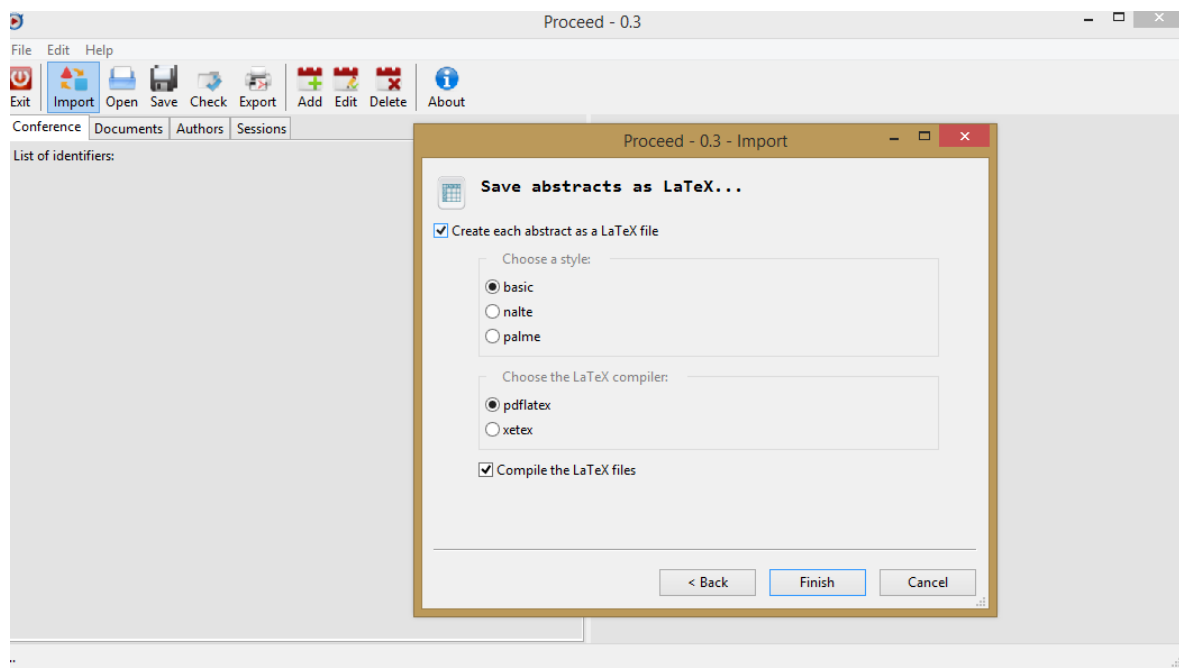 Proceed - 0.3
File Edit Help
Exit Import Open Save Check Export Add Edit Delete About
Conference Documents Authors Sessions
List of identifiers:
Proceed - 0.3 - Import
Save abstracts as LaTeX...
Create each abstract as a LaTeX file
Choose a style:
basic
nalte
palme
Choose the LaTeX compiler:
pdflatex
xetex
Compile the LaTeX files
< Back Finish Cancel
..